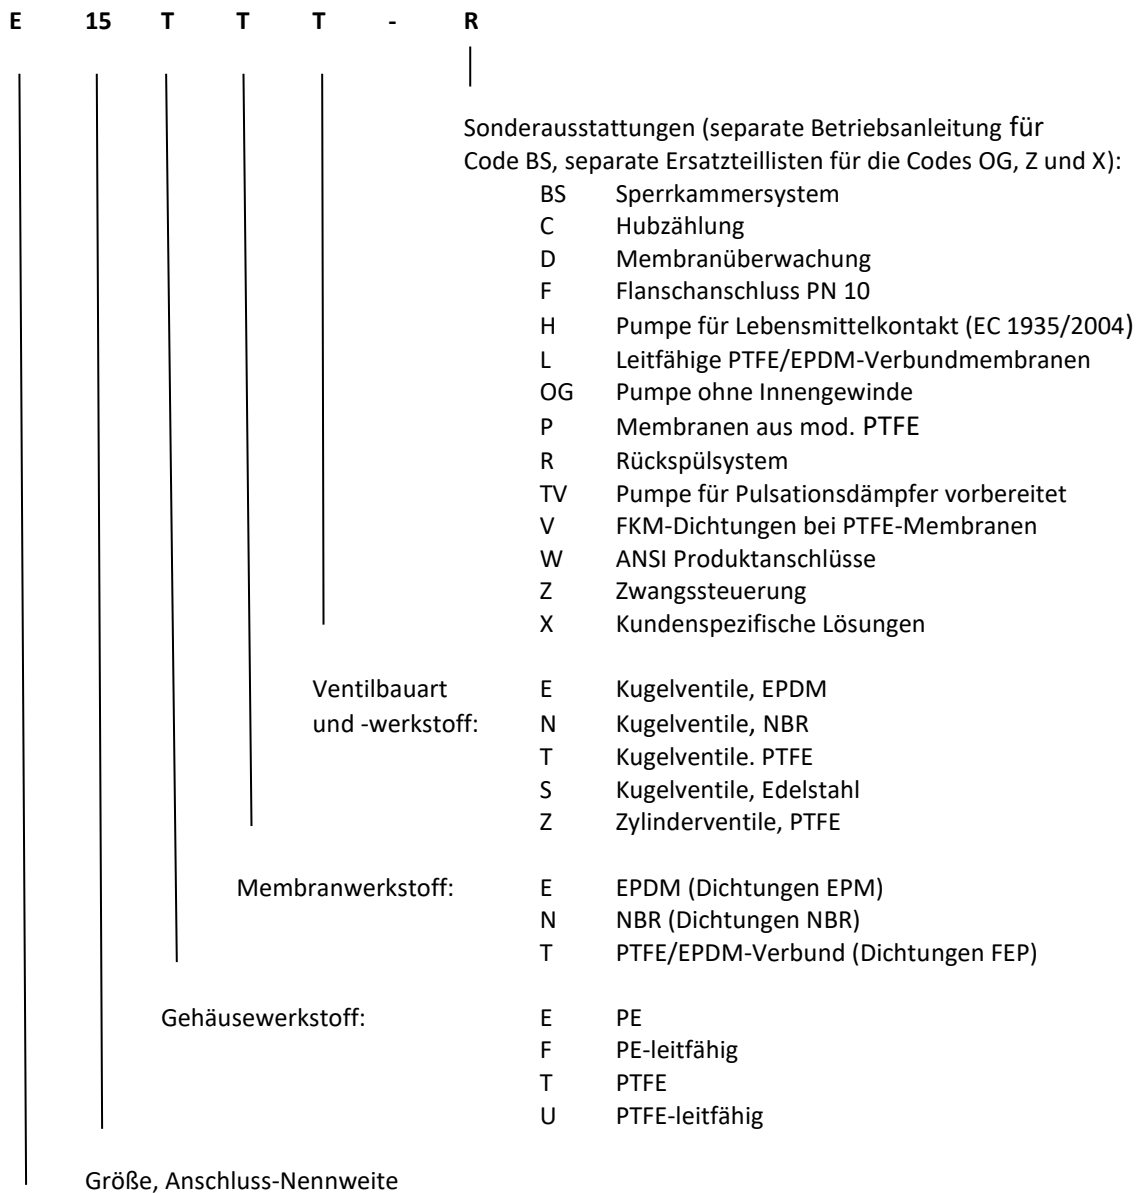 E 15 T T T - R
Sonderausstattungen (separate Betriebsanleitung für
Code BS, separate Ersatzteillisten für die Codes OG, Z und X):
BS Sperrkammersystem
C Hubzählung
D Membranüberwachung
F Flanschanschluss PN 10
H Pumpe für Lebensmittelkontakt (EC 1935/2004)
L Leitfähige PTFE/EPDM-Verbundmembranen
OG Pumpe ohne Innengewinde
P Membranen aus mod. PTFE
R Rückspülsystem
TV Pumpe für Pulsationsdämpfer vorbereitet
V FKM-Dichtungen bei PTFE-Membranen
W ANSI Produktanschlüsse
Z Zwangssteuerung
X Kundenspezifische Lösungen
Ventilbauart E Kugelventile, EPDM
und -werkstoff: N Kugelventile, NBR
T Kugelventile. PTFE
S Kugelventile, Edelstahl
Z Zylinderventile, PTFE
Membranwerkstoff: E EPDM (Dichtungen EPM)
N NBR (Dichtungen NBR)
T PTFE/EPDM-Verbund (Dichtungen FEP)
Gehäusewerkstoff: E PE
F PE-leitfähig
T PTFE
U PTFE-leitfähig
Größe, Anschluss-Nennweite